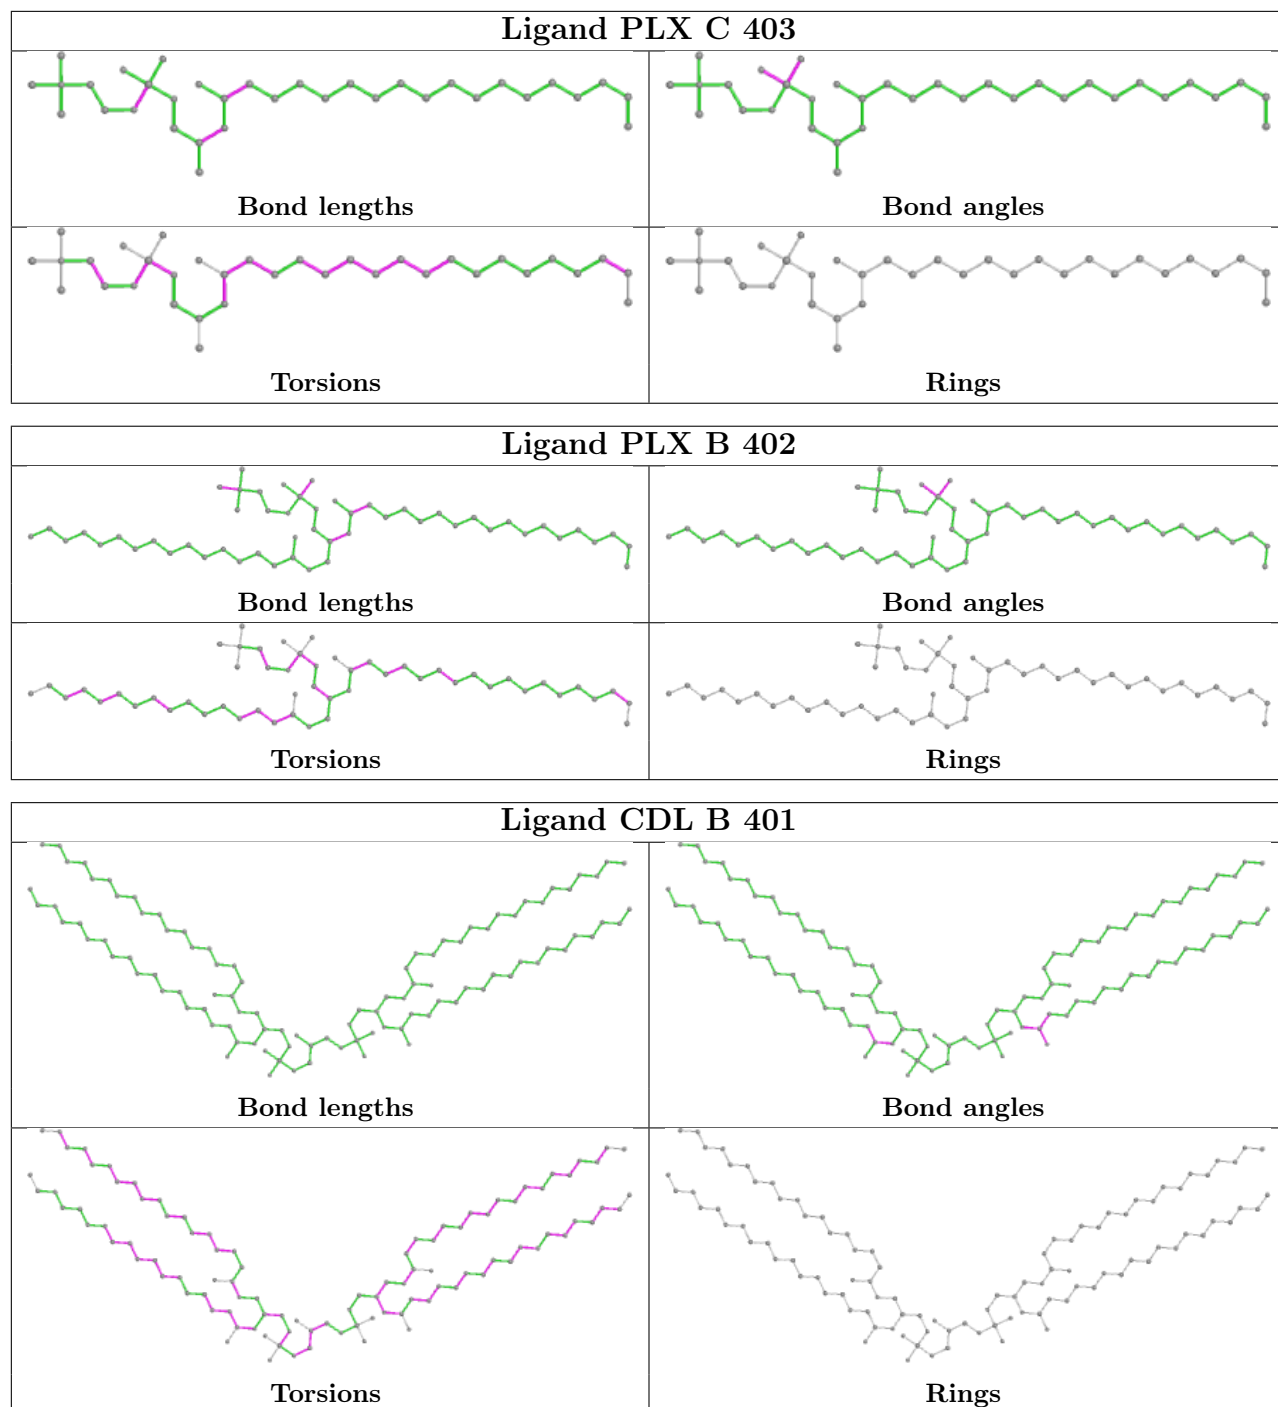 Ligand PLX C 403
Bond lengths
Bond angles
Torsions
Rings
Ligand PLX B 402
Bond lengths
Bond angles
Torsions
Rings
Ligand CDL B 401
Bond lengths
Bond angles
Torsions
Rings